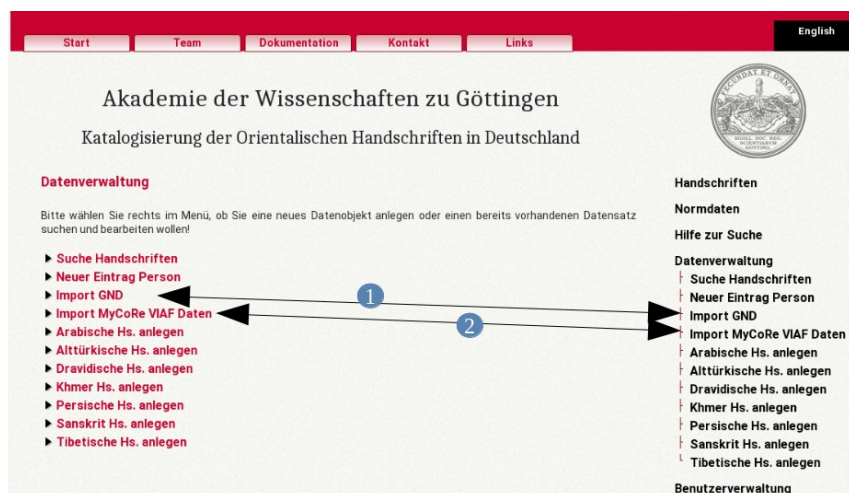 Start Team Dokumentation Kontakt Links English
Akademie der Wissenschaften zu Göttingen
Katalogisierung der Orientalischen Handschriften in Deutschland
Datenverwaltung
Bitte wählen Sie rechts im Menü, ob Sie eine neues Datenobjekt anlegen oder einen bereits vorhandenen Datensatz
suchen und bearbeiten wollen!
Suche Handschriften
Neuer Eintrag Person
Import GND
Import MyCoRe VIAF Daten
Arabische Hs. anlegen
Alttürkische Hs. anlegen
Dravidische Hs. anlegen
Khmer Hs. anlegen
Persische Hs. anlegen
Sanskrit Hs. anlegen
Tibetische Hs. anlegen
1
2
FECUNDAT ET ORNAT
Handschriften
Normdaten
Hilfe zur Suche
Datenverwaltung
Suche Handschriften
Neuer Eintrag Person
Import GND
Import MyCoRe VIAF Daten
Arabische Hs. anlegen
Alttürkische Hs. anlegen
Dravidische Hs. anlegen
Khmer Hs. anlegen
Persische Hs. anlegen
Sanskrit Hs. anlegen
Tibetische Hs. anlegen
Benutzerverwaltung